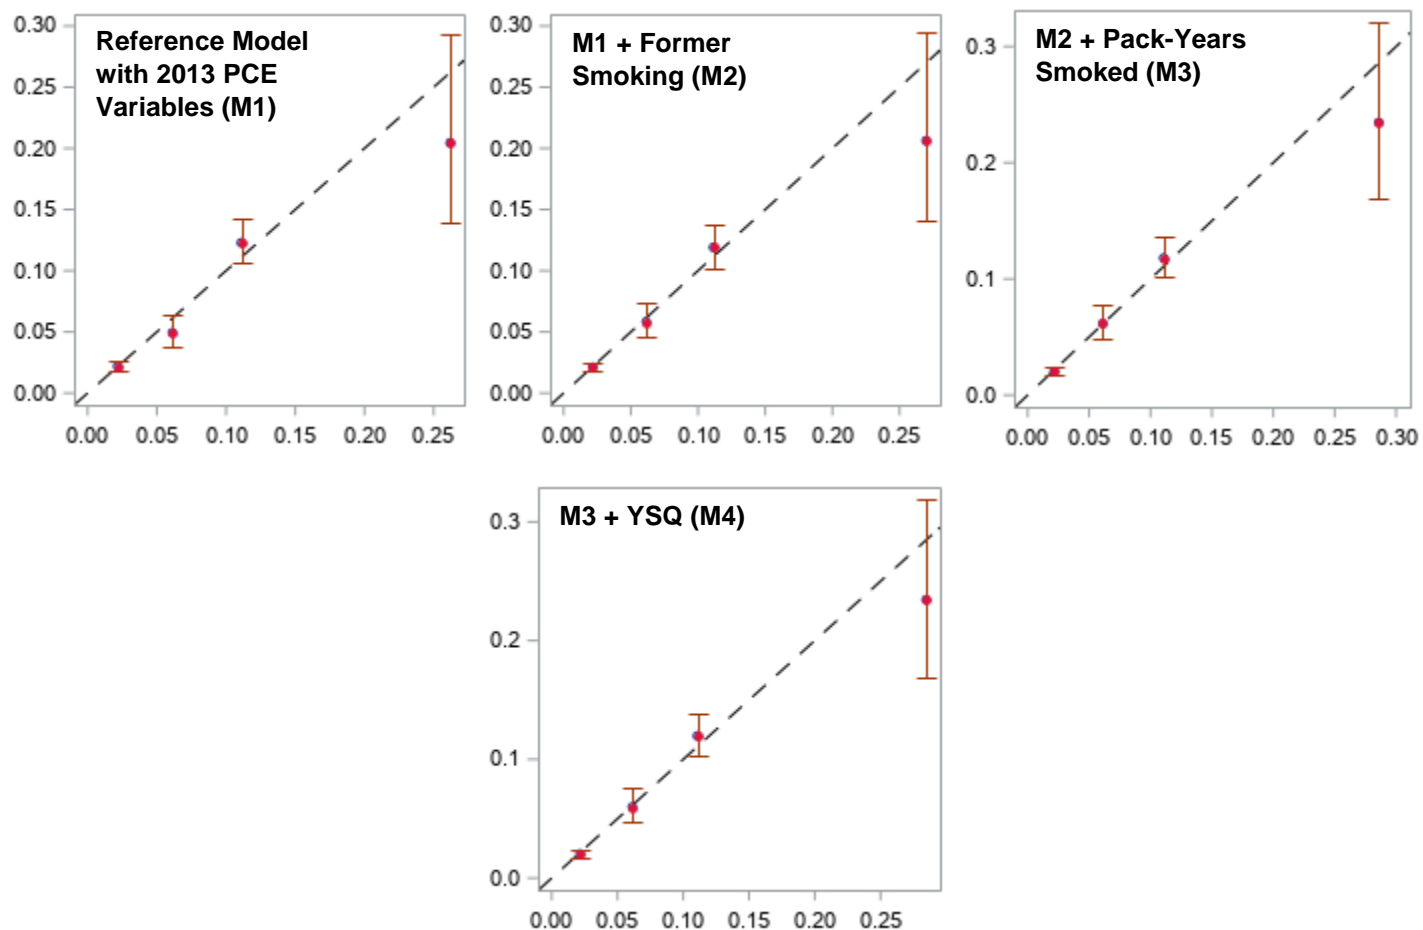 Reference Model
with 2013 PCE
Variables (M1)
0.30
0.25
0.20
0.15
0.10
0.05
0.00
0.00 0.05 0.10 0.15 0.20 0.25
M1 + Former
Smoking (M2)
0.30
0.25
0.20
0.15
0.10
0.05
0.00
0.00 0.05 0.10 0.15 0.20 0.25
M2 + Pack-Years
Smoked (M3)
0.3
0.2
0.1
0.0
0.00 0.05 0.10 0.15 0.20 0.25 0.30
M3 + YSQ (M4)
0.3
0.2
0.1
0.0
0.00 0.05 0.10 0.15 0.20 0.25